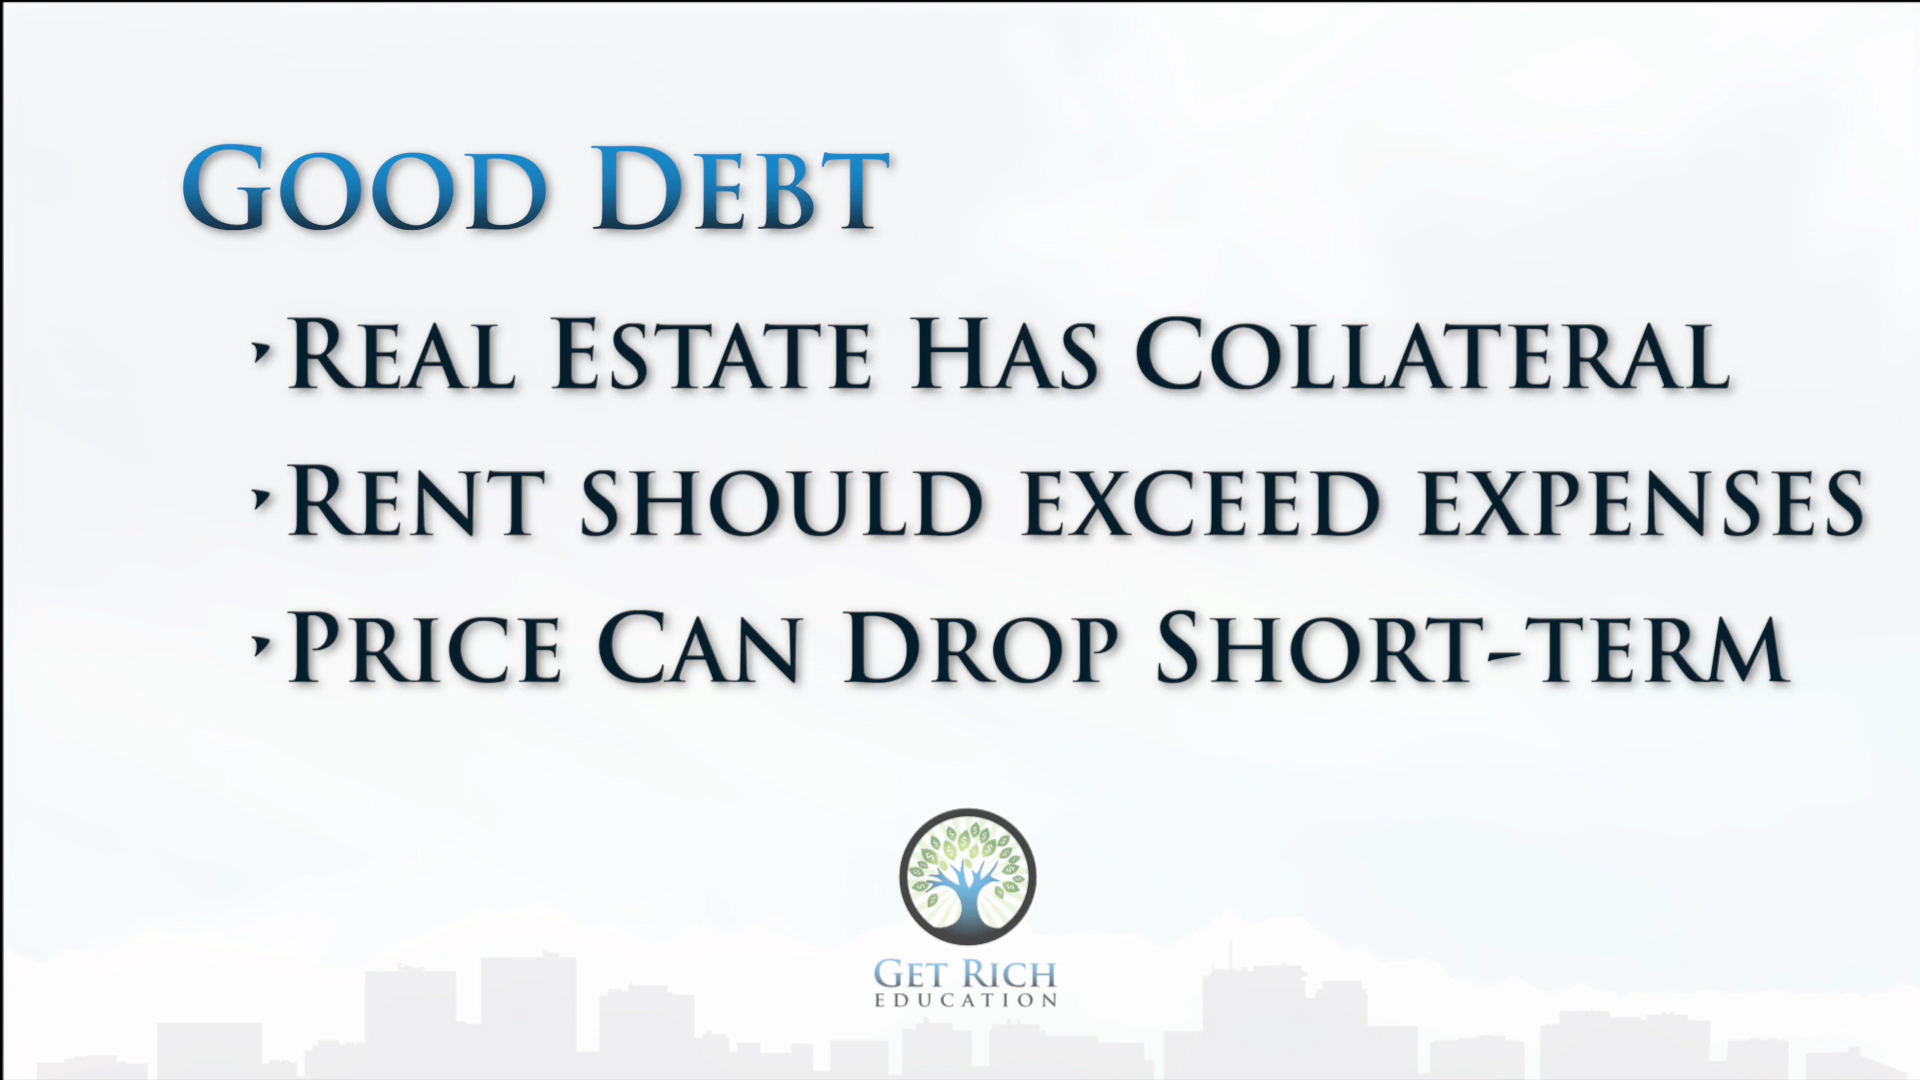 Good Debt
‣Real Estate Has Collateral
‣Rent should exceed expenses
‣Price Can Drop Short-term
Get Rich
EDUCATION